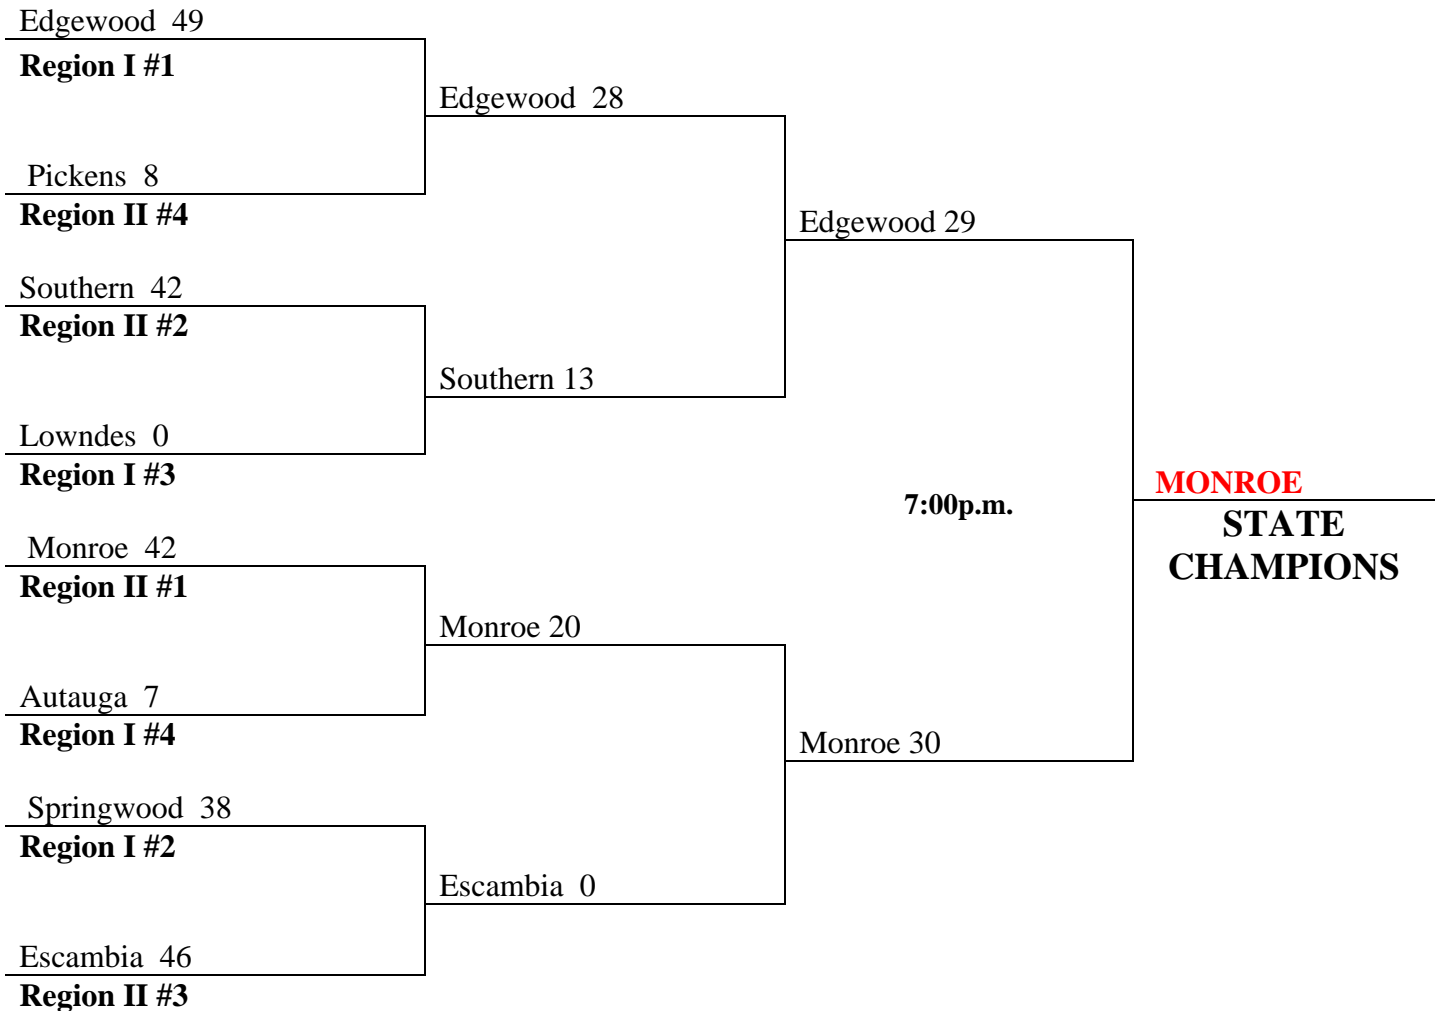 Edgewood 49
Region I #1
Edgewood 28
Pickens 8
Region II #4
Edgewood 29
Southern 42
Region II #2
Southern 13
Lowndes 0
Region I #3
MONROE
7:00p.m.
STATE
CHAMPIONS
Monroe 42
Region II #1
Monroe 20
Autauga 7
Region I #4
Monroe 30
Springwood 38
Region I #2
Escambia 0
Escambia 46
Region II #3